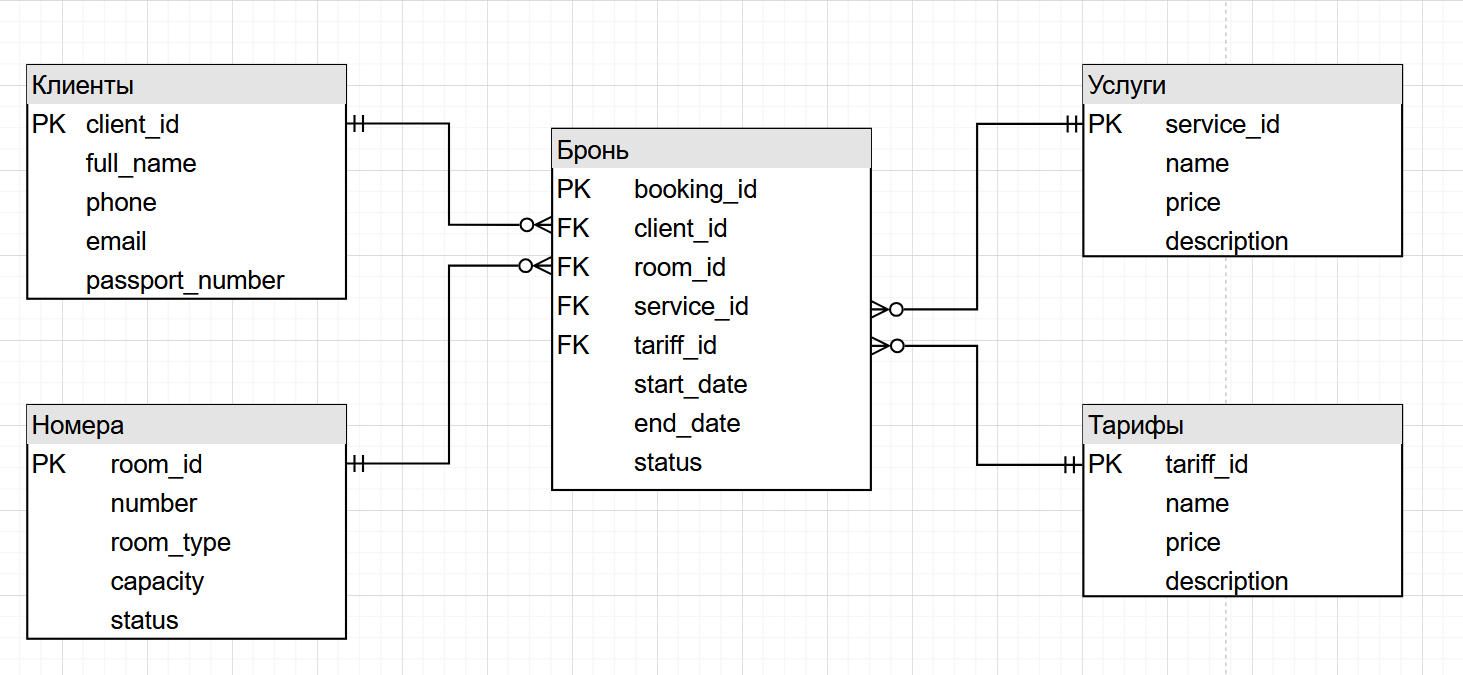 Клиенты
PK client_id
full_name
phone
email
passport_number
Номера
PK room_id
number
room_type
capacity
status
Бронь
PK booking_id
FK client_id
FK room_id
FK service_id
FK tariff_id
start_date
end_date
status
Услуги
PK service_id
name
price
description
Тарифы
PK tariff_id
name
price
description